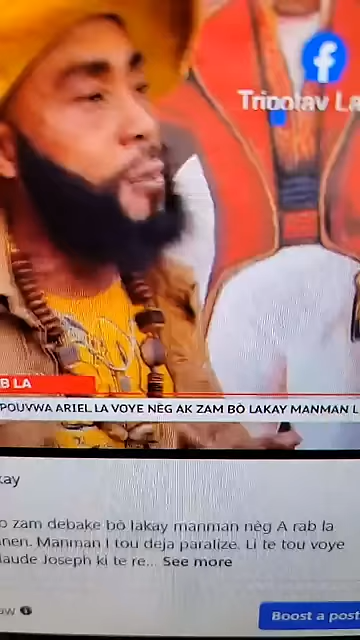 Tripotay La
B LA
POUVWA ARIEL LA VOYE NÈG AK ZAM BÒ LAKAY MANMAN L
kay
o zam debake bò lakay manman nèg A rab la
nen. Manman l tou deja paralize. Li te tou voye
laude Joseph ki te re... See more
ow
Boost a post